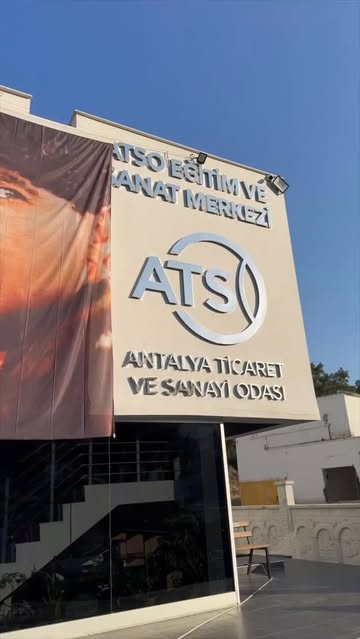 ATSO EĞİTİM VE
SANAT MERKEZİ
ATSO
ANTALYA TİCARET
VE SANAYİ ODASI